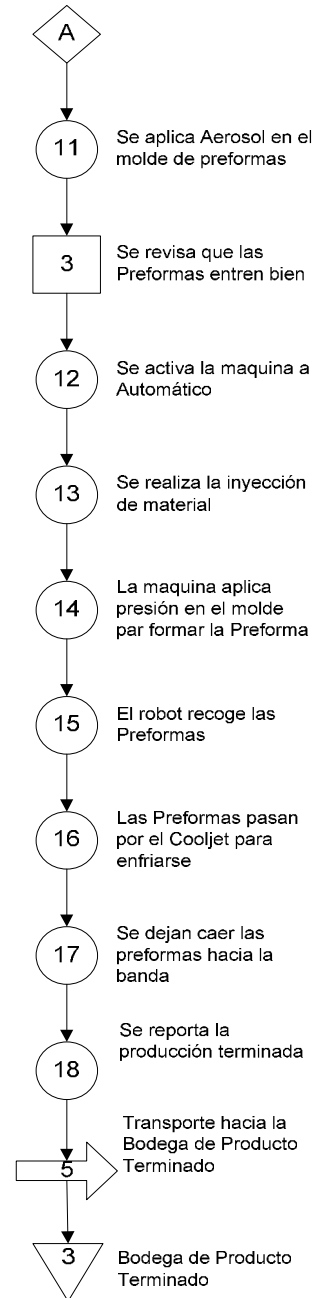 A
11
Se aplica Aerosol en el
molde de preformas
3
Se revisa que las
Preformas entren bien
12
Se activa la maquina a
Automático
13
Se realiza la inyección
de material
14
La maquina aplica
presión en el molde
par formar la Preforma
15
El robot recoge las
Preformas
16
Las Preformas pasan
por el Cooljet para
enfriarse
17
Se dejan caer las
preformas hacia la
banda
18
Se reporta la
producción terminada
5
Transporte hacia la
Bodega de Producto
Terminado
3
Bodega de Producto
Terminado